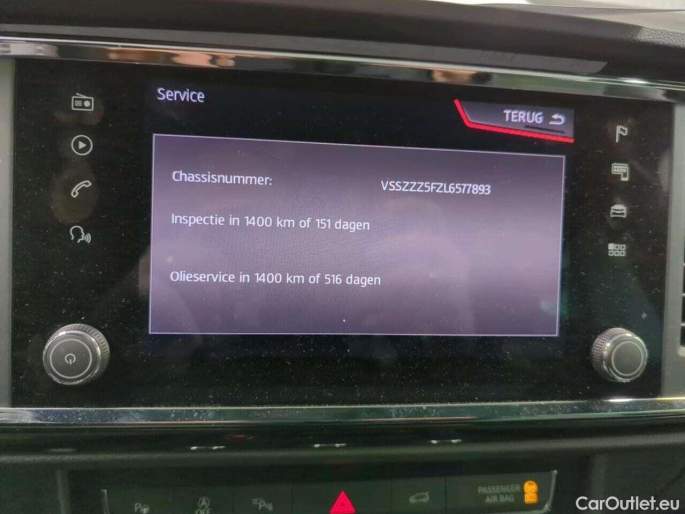 Service
TERUG
Chassisnummer: VSSZZZ5FZL6577893
Inspectie in 1400 km of 151 dagen
Olieservice in 1400 km of 516 dagen
PASSENGER
AIR BAG
CarOutlet.eu